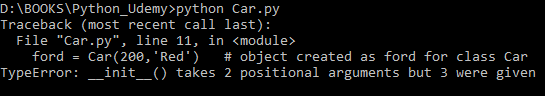 D:\BOOKS\Python_Udemy>python Car.py
Traceback (most recent call last):
  File "Car.py", line 11, in <module>
    ford = Car(200,'Red')   # object created as ford for class Car
TypeError: __init__() takes 2 positional arguments but 3 were given